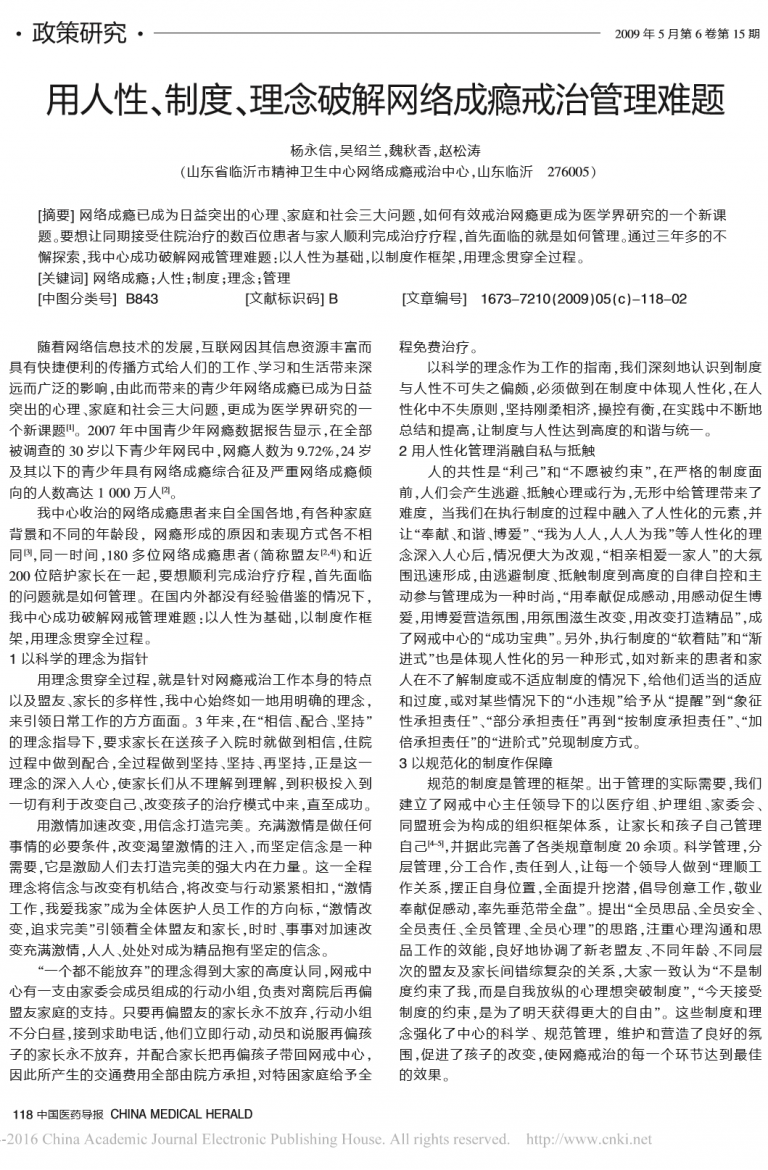 ·政策研究·
2009 年 5 月第 6 卷第 15 期
用人性、制度、理念破解网络成瘾戒治管理难题
杨永信,吴绍兰,魏秋香,赵松涛
(山东省临沂市精神卫生中心网络成瘾戒治中心,山东临沂 276005)
[摘要] 网络成瘾已成为日益突出的心理、家庭和社会三大问题,如何有效戒治网瘾更成为医学界研究的一个新课
题。要想让同期接受住院治疗的数百位患者与家人顺利完成治疗疗程,首先面临的就是如何管理。通过三年多的不
懈探索,我中心成功破解网戒管理难题:以人性为基础,以制度作框架,用理念贯穿全过程。
[关键词] 网络成瘾;人性;制度;理念;管理
[中图分类号] B843 [文献标识码] B [文章编号] 1673-7210(2009)05(c)-118-02
随着网络信息技术的发展,互联网因其信息资源丰富而
具有快捷便利的传播方式给人们的工作、学习和生活带来深
远而广泛的影响,由此而带来的青少年网络成瘾已成为日益
突出的心理、家庭和社会三大问题,更成为医学界研究的一
个新课题[1]。2007 年中国青少年网瘾数据报告显示,在全部
被调查的 30 岁以下青少年网民中,网瘾人数为 9.72%,24 岁
及其以下的青少年具有网络成瘾综合征及严重网络成瘾倾
向的人数高达 1 000 万人[2]。
我中心收治的网络成瘾患者来自全国各地,有各种家庭
背景和不同的年龄段，网瘾形成的原因和表现方式各不相
同[3],同一时间,180 多位网络成瘾患者(简称盟友[2,4])和近
200 位陪护家长在一起,要想顺利完成治疗疗程,首先面临
的问题就是如何管理。在国内外都没有经验借鉴的情况下,
我中心成功破解网戒管理难题:以人性为基础,以制度作框
架,用理念贯穿全过程。
1 以科学的理念为指针
用理念贯穿全过程,就是针对网瘾戒治工作本身的特点
以及盟友、家长的多样性,我中心始终如一地用明确的理念,
来引领日常工作的方方面面。3 年来,在“相信、配合、坚持”
的理念指导下,要求家长在送孩子入院时就做到相信,住院
过程中做到配合,全过程做到坚持、坚持、再坚持,正是这一
理念的深入人心,使家长们从不理解到理解,到积极投入到
一切有利于改变自己、改变孩子的治疗模式中来,直至成功。
用激情加速改变,用信念打造完美。充满激情是做任何
事情的必要条件,改变渴望激情的注入,而坚定信念是一种
需要,它是激励人们去打造完美的强大内在力量。这一全程
理念将信念与改变有机结合,将改变与行动紧紧相扣,“激情
工作,我爱我家”成为全体医护人员工作的方向标,“激情改
变,追求完美”引领着全体盟友和家长,时时、事事对加速改
变充满激情,人人、处处对成为精品抱有坚定的信念。
“一个都不能放弃”的理念得到大家的高度认同,网戒中
心有一支由家委会成员组成的行动小组,负责对离院后再偏
盟友家庭的支持。只要再偏盟友的家长永不放弃,行动小组
不分白昼,接到求助电话,他们立即行动,动员和说服再偏孩
子的家长永不放弃，并配合家长把再偏孩子带回网戒中心,
因此所产生的交通费用全部由院方承担,对特困家庭给予全
程免费治疗。
以科学的理念作为工作的指南,我们深刻地认识到制度
与人性不可失之偏颇,必须做到在制度中体现人性化,在人
性化中不失原则,坚持刚柔相济,操控有衡,在实践中不断地
总结和提高,让制度与人性达到高度的和谐与统一。
2 用人性化管理消融自私与抵触
人的共性是“利己”和“不愿被约束”,在严格的制度面
前,人们会产生逃避、抵触心理或行为,无形中给管理带来了
难度，当我们在执行制度的过程中融入了人性化的元素,并
让“奉献、和谐、博爱”、“我为人人,人人为我”等人性化的理
念深入人心后,情况便大为改观,“相亲相爱一家人”的大氛
围迅速形成,由逃避制度、抵触制度到高度的自律自控和主
动参与管理成为一种时尚,“用奉献促成感动,用感动促生博
爱,用博爱营造氛围,用氛围滋生改变,用改变打造精品”,成
了网戒中心的“成功宝典”。另外,执行制度的“软着陆”和“渐
进式”也是体现人性化的另一种形式,如对新来的患者和家
人在不了解制度或不适应制度的情况下,给他们适当的适应
和过度,或对某些情况下的“小违规”给予从“提醒”到“象征
性承担责任”、“部分承担责任”再到“按制度承担责任”、“加
倍承担责任”的“进阶式”兑现制度方式。
3 以规范化的制度作保障
规范的制度是管理的框架。出于管理的实际需要,我们
建立了网戒中心主任领导下的以医疗组、护理组、家委会、
同盟班会为构成的组织框架体系，让家长和孩子自己管理
自己[4-5],并据此完善了各类规章制度 20 余项。科学管理,分
层管理,分工合作,责任到人,让每一个领导人做到“理顺工
作关系,摆正自身位置,全面提升挖潜,倡导创意工作,敬业
奉献促感动,率先垂范带全盘”。提出“全员思品、全员安全、
全员责任、全员管理、全员心理”的思路,注重心理沟通和思
品工作的效能,良好地协调了新老盟友、不同年龄、不同层
次的盟友及家长间错综复杂的关系,大家一致认为“不是制
度约束了我,而是自我放纵的心理想突破制度”,“今天接受
制度的约束,是为了明天获得更大的自由”。这些制度和理
念强化了中心的科学、规范管理，维护和营造了良好的氛
围,促进了孩子的改变,使网瘾戒治的每一个环节达到最佳
的效果。
118 中国医药导报 CHINA MEDICAL HERALD
-2016 China Academic Journal Electronic Publishing House. All rights reserved. http://www.cnki.net